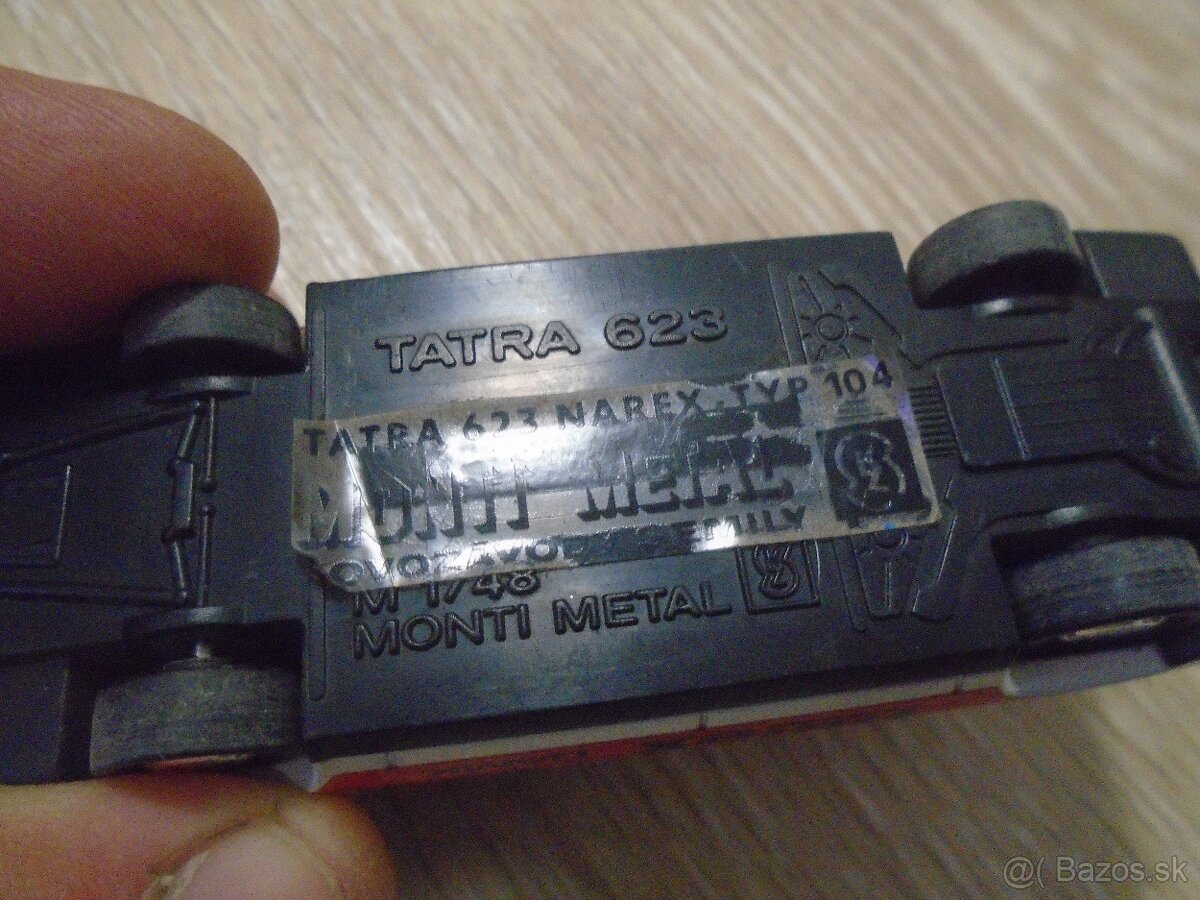 TATRA 623
TATRA 623 NAREX-TYP 104
MONTI METAL
M 1/48
MONTI METAL
@( Bazos.sk